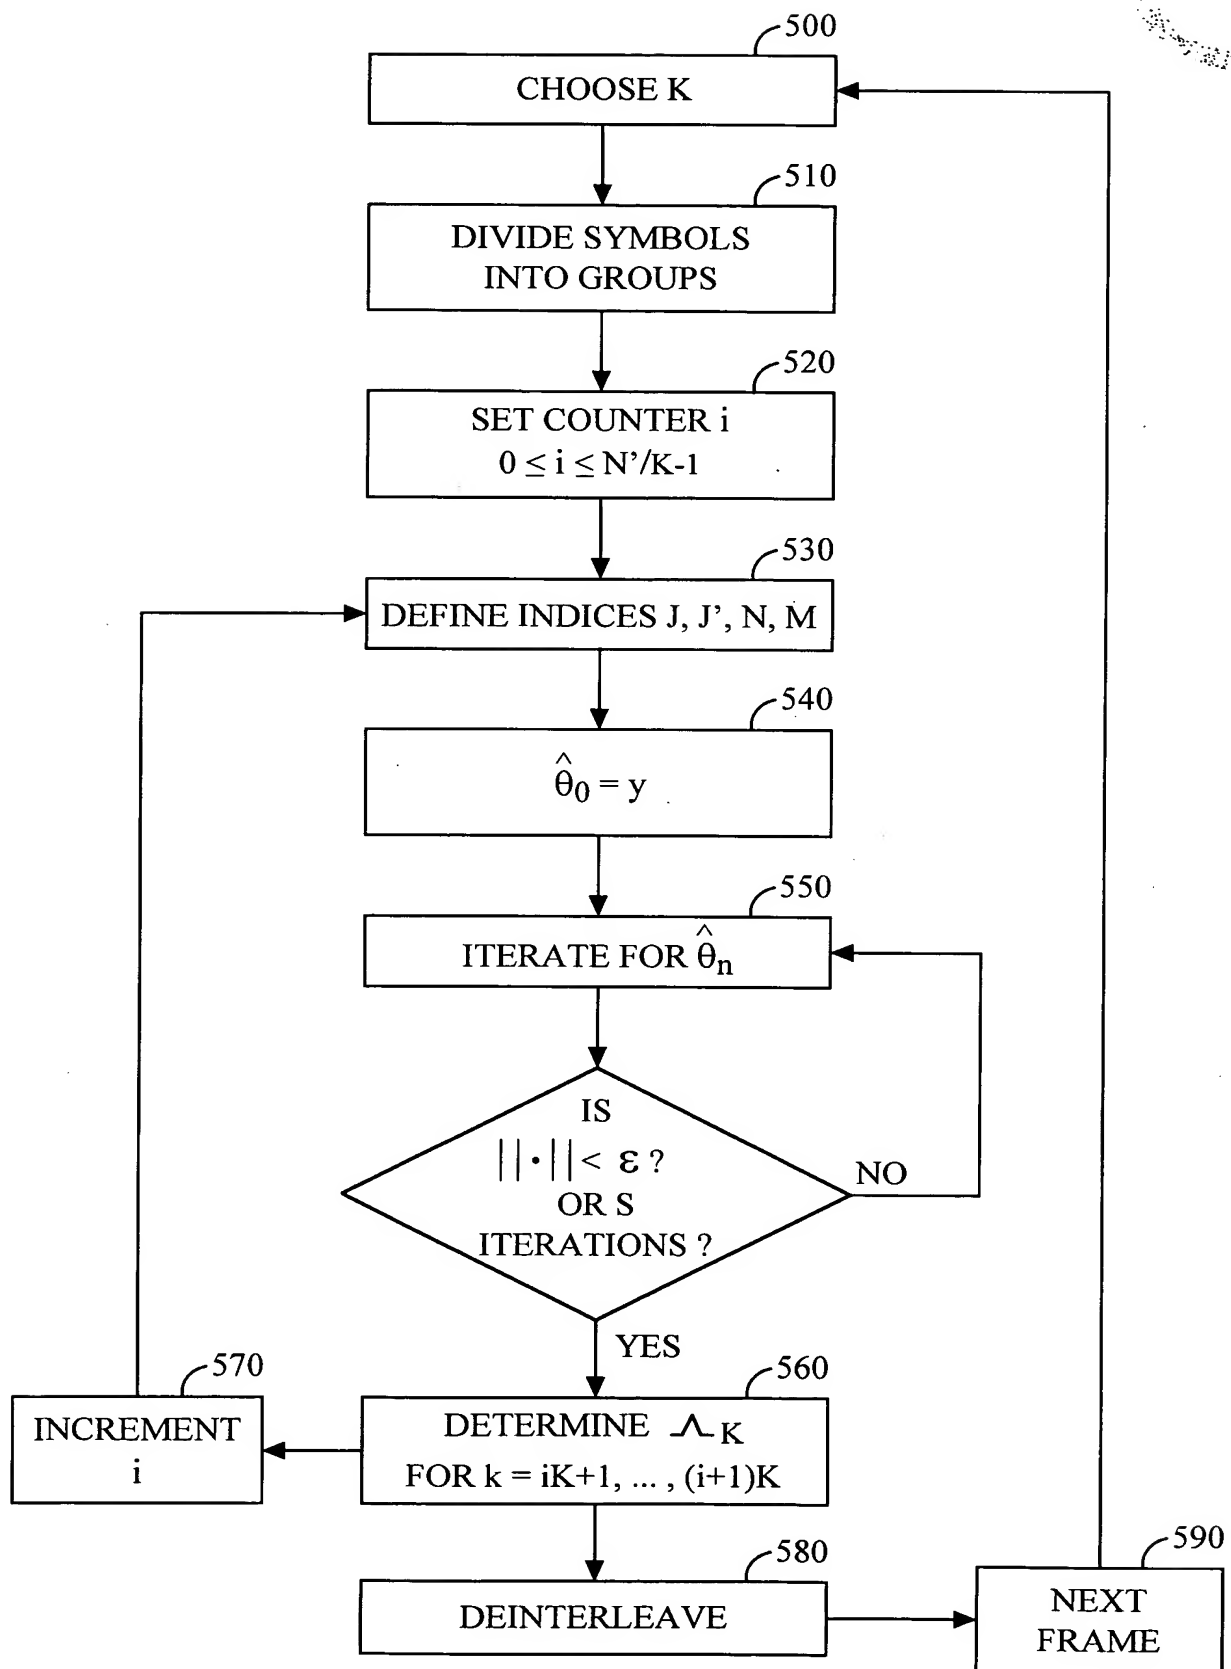 500
CHOOSE K
510
DIVIDE SYMBOLS
INTO GROUPS
520
SET COUNTER i
0 ≤ i ≤ N’/K-1
530
DEFINE INDICES J, J’, N, M
540
θ̂₀ = y
550
ITERATE FOR θ̂ₙ
IS
||·|| < ε ?
OR S
ITERATIONS ?
NO
YES
570
INCREMENT
i
560
DETERMINE Λ_K
FOR k = iK+1, ... , (i+1)K
580
DEINTERLEAVE
590
NEXT
FRAME